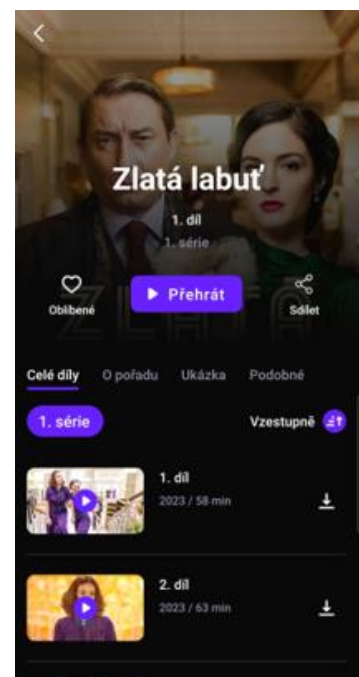 Zlatá labuť
1. díl
1. série
ZLATÁ
Oblíbené
Přehrát
Sdílet
Celé díly O pořadu Ukázka Podobné
1. série Vzestupně
1. díl
2023 / 58 min
2. díl
2023 / 63 min